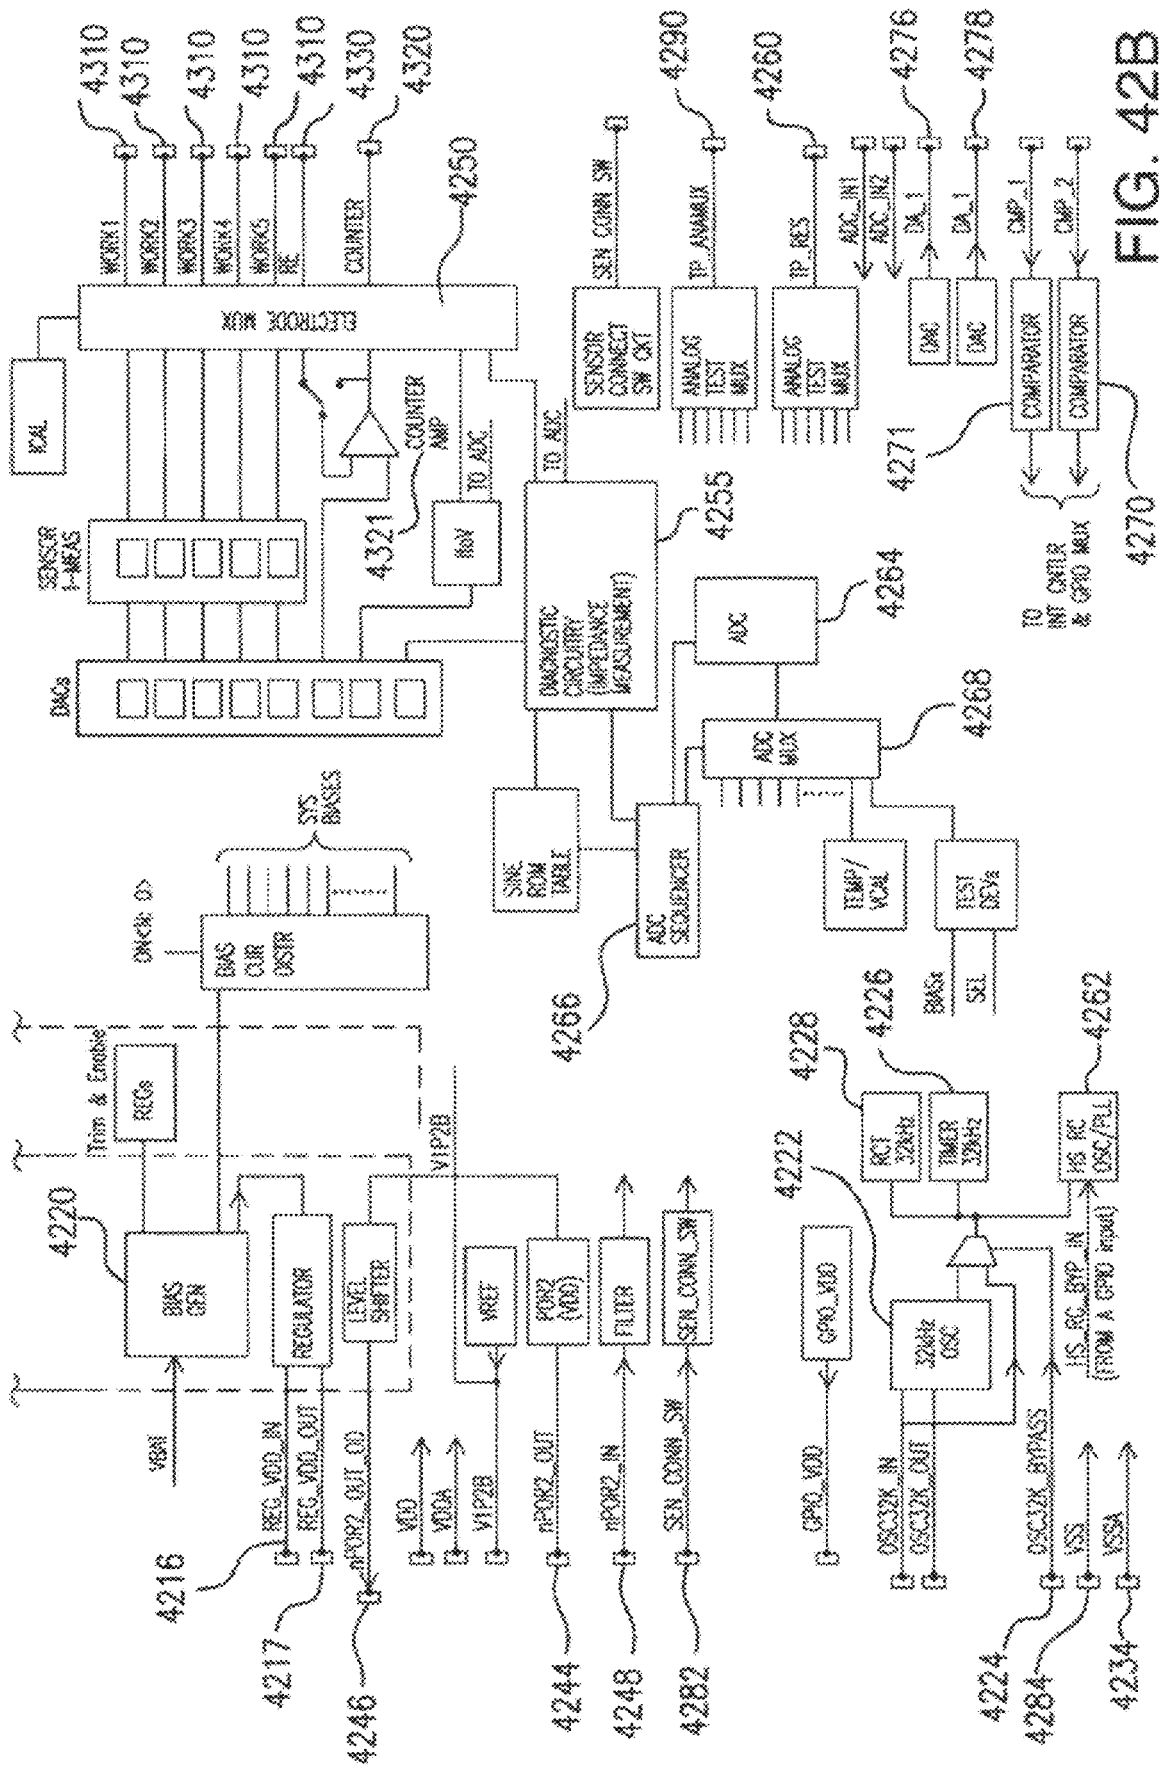 4310
4310
4310
4310
4310
4330
4320
WORK1
WORK2
WORK3
WORK4
WORK5
RE
COUNTER
4250
ELECTRODE MUX
ICAL
SENSOR
I-MEAS
DACs
COUNTER
AMP
4321
HoV
TO ADC
TO ADC
DIAGNOSTIC
CIRCUITRY
(IMPEDANCE
MEASUREMENT)
4255
SINE
ROM
TABLE
ADC
SEQUENCER
4266
ADC
4264
ADC
MUX
4268
TEMP/
VCAL
TEST
DEVs
BIASs
SEL
SENSOR
CONNECT
SW CKT
SEN CONN SW
ANALOG
TEST
MUX
TP_ANAMUX
4290
ANALOG
TEST
MUX
TP_RES
4260
ADC_IN1
ADC_IN2
DA_1
4276
DA_1
4278
DAC
DAC
CMP_1
CMP_2
COMPARATOR
COMPARATOR
4271
4270
TO
INT CNTLR
& GPIO MUX
SYS
BIASES
BIAS
CUR
DISTR
Trim & Enable
REGs
4220
BIAS
GEN
VBAT
REGULATOR
REG_VDD_IN
REG_VDD_OUT
4216
4217
LEVEL
SHIFTER
nPOR2_OUT_OD
4246
V1P2B
VDD
VDDA
V1P2B
VREF
POR2
(VDD)
nPOR2_OUT
4244
FILTER
nPOR2_IN
4248
SEN_CONN_SW
SEN_CONN_SW
4282
GPIO_VDD
GPIO_VDD
4222
32kHz
OSC
OSC32K_IN
OSC32K_OUT
OSC32K_BYPASS
4224
VSS
4284
VSSA
4234
RCT
32kHz
4228
TIMER
32kHz
4226
HS RC
OSC/PLL
4262
HS_RC_BYP_IN
(FROM A GPIO input)
FIG. 42B